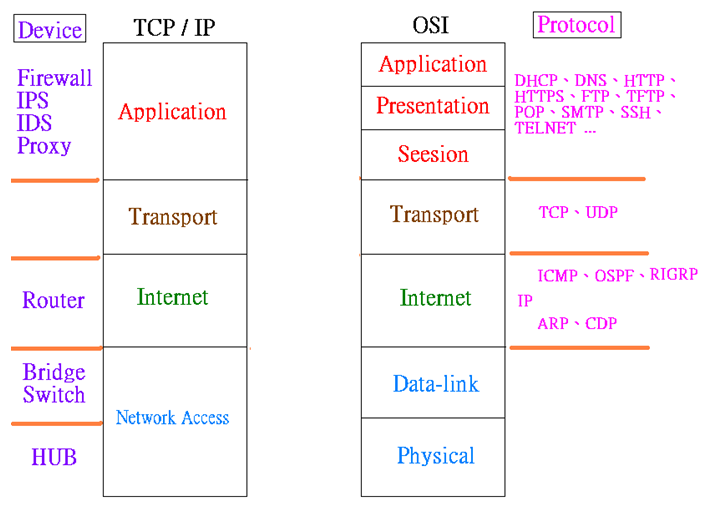 Device
TCP / IP
OSI
Protocol
Firewall
IPS
IDS
Proxy
Application
Application
Presentation
Seesion
DHCP、DNS、HTTP、
HTTPS、FTP、TFTP、
POP、SMTP、SSH、
TELNET ...
Transport
Transport
TCP、UDP
Router
Internet
Internet
ICMP、OSPF、RIGRP
IP
ARP、CDP
Bridge
Switch
HUB
Network Access
Data-link
Physical